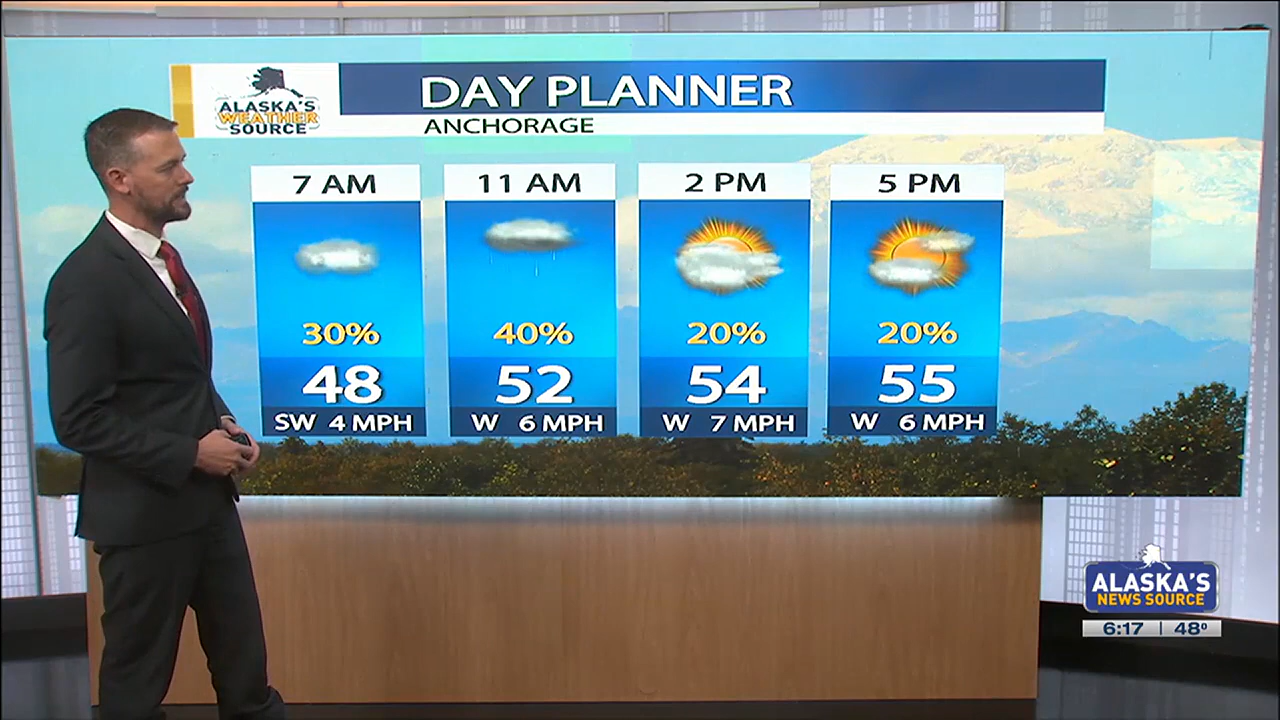 ALASKA'S
WEATHER
SOURCE
DAY PLANNER
ANCHORAGE
7 AM
30%
48
SW 4 MPH
11 AM
40%
52
W 6 MPH
2 PM
20%
54
W 7 MPH
5 PM
20%
55
W 6 MPH
ALASKA'S
NEWS SOURCE
6:17 | 48°